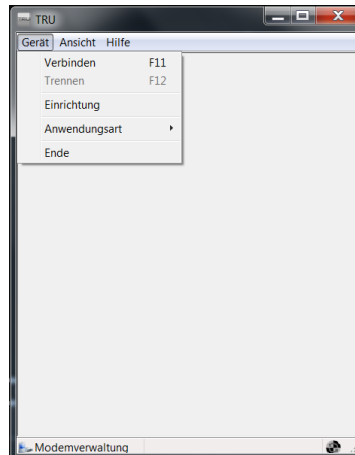 TRU
Gerät Ansicht Hilfe
Verbinden F11
Trennen F12
Einrichtung
Anwendungsart
Ende
Modemverwaltung